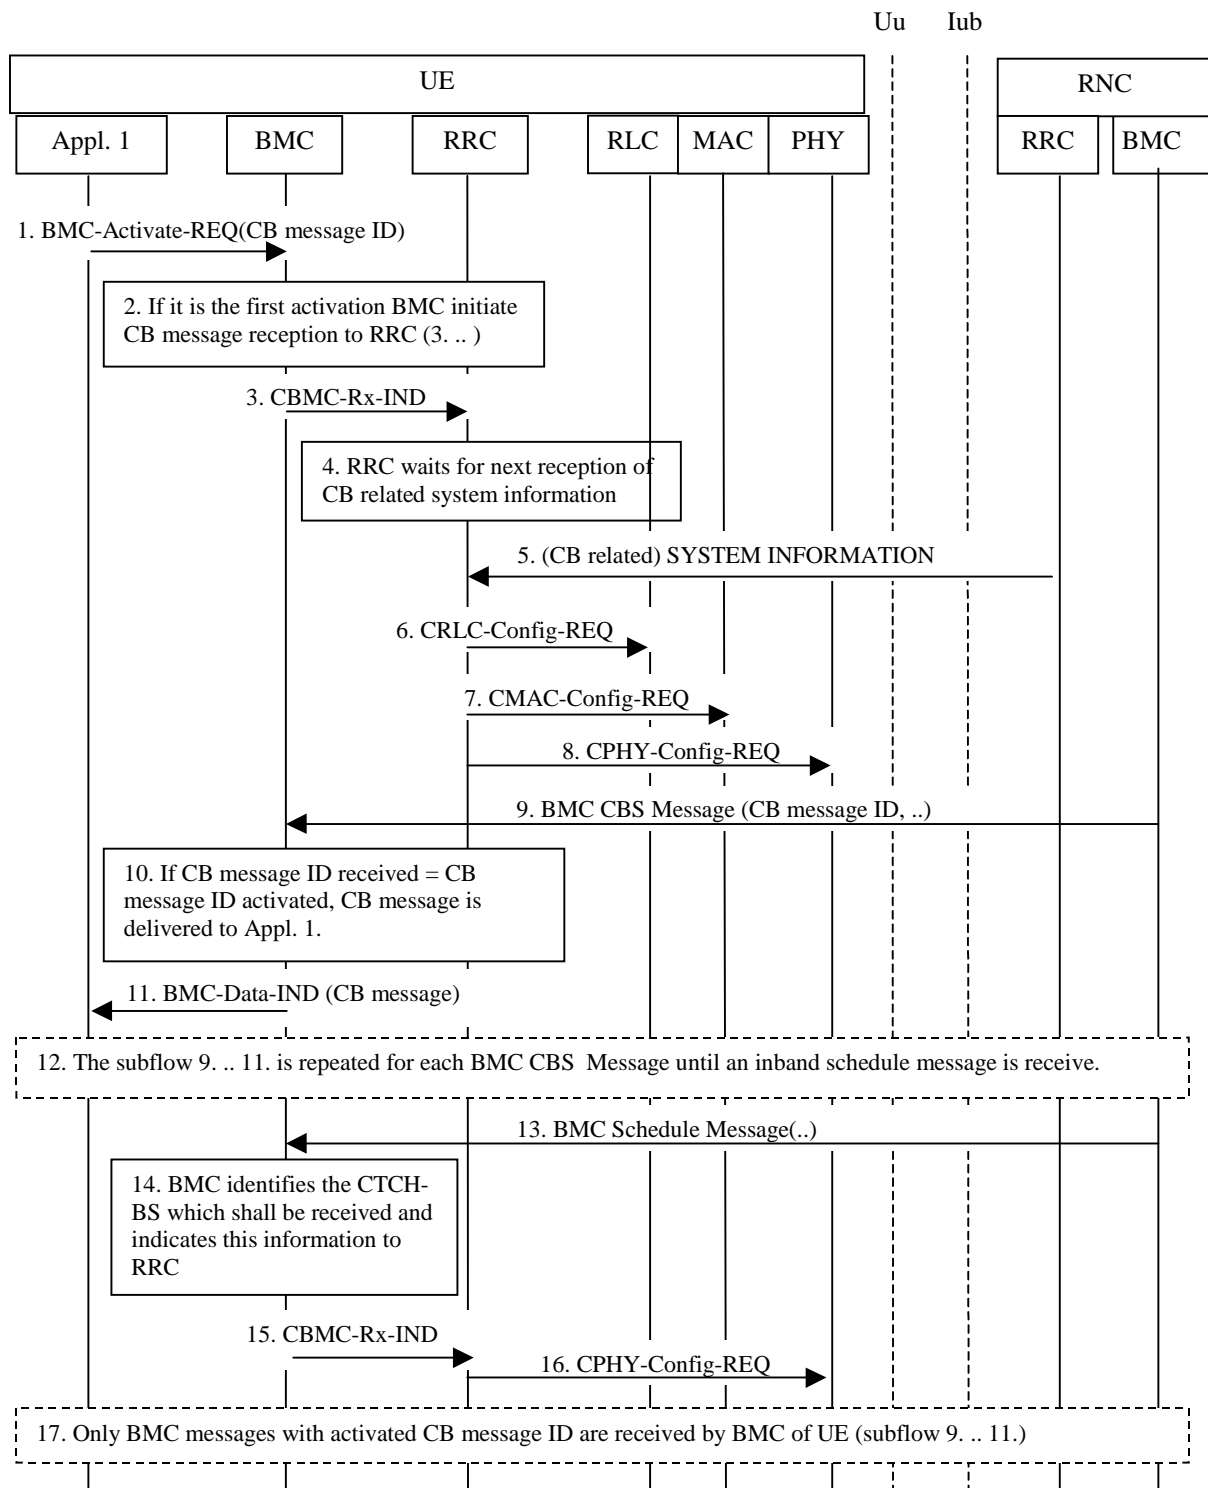 Uu Iub
UE
RNC
Appl. 1 BMC RRC RLC MAC PHY RRC BMC
1. BMC-Activate-REQ(CB message ID)
2. If it is the first activation BMC initiate
CB message reception to RRC (3. .. )
3. CBMC-Rx-IND
4. RRC waits for next reception of
CB related system information
5. (CB related) SYSTEM INFORMATION
6. CRLC-Config-REQ
7. CMAC-Config-REQ
8. CPHY-Config-REQ
9. BMC CBS Message (CB message ID, ..)
10. If CB message ID received = CB
message ID activated, CB message is
delivered to Appl. 1.
11. BMC-Data-IND (CB message)
12. The subflow 9. .. 11. is repeated for each BMC CBS Message until an inband schedule message is receive.
13. BMC Schedule Message(..)
14. BMC identifies the CTCH-
BS which shall be received and
indicates this information to
RRC
15. CBMC-Rx-IND
16. CPHY-Config-REQ
17. Only BMC messages with activated CB message ID are received by BMC of UE (subflow 9. .. 11.)